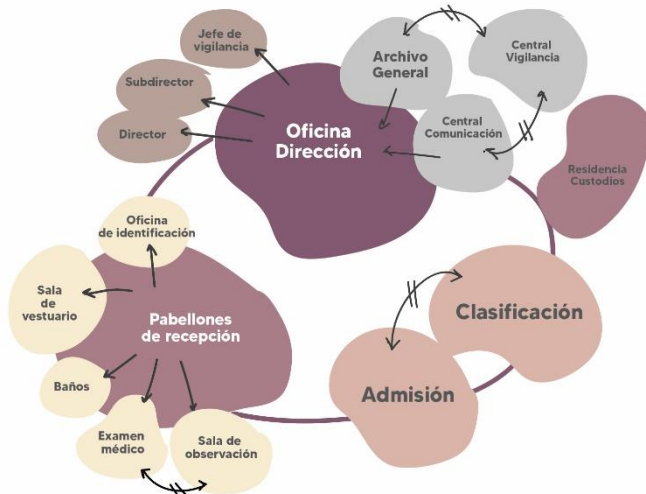 Jefe de
vigilancia
Subdirector
Director
Oficina
Dirección
Archivo
General
Central
Vigilancia
Central
Comunicación
Residencia
Custodios
Oficina
de identificación
Sala
de
vestuario
Pabellones
de recepción
Baños
Examen
médico
Sala de
observación
Clasificación
Admisión